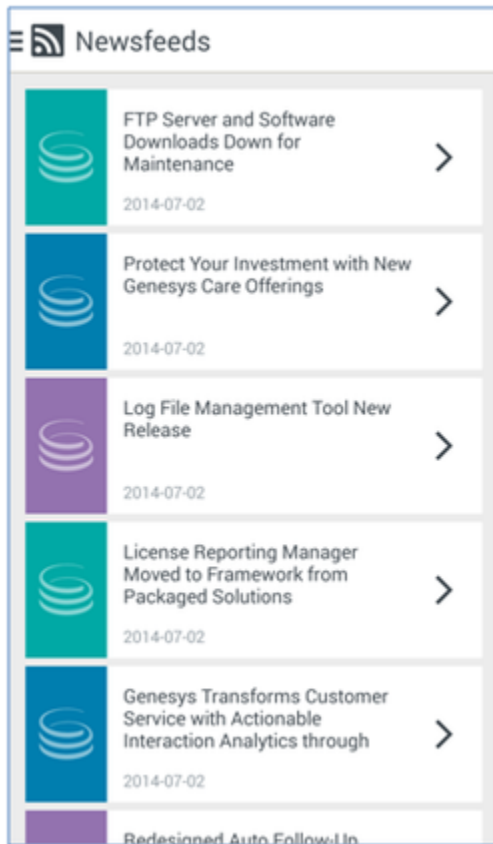 Newsfeeds
FTP Server and Software
Downloads Down for
Maintenance
2014-07-02
Protect Your Investment with New
Genesys Care Offerings
2014-07-02
Log File Management Tool New
Release
2014-07-02
License Reporting Manager
Moved to Framework from
Packaged Solutions
2014-07-02
Genesys Transforms Customer
Service with Actionable
Interaction Analytics through
2014-07-02
Redesigned Auto Follow-Up